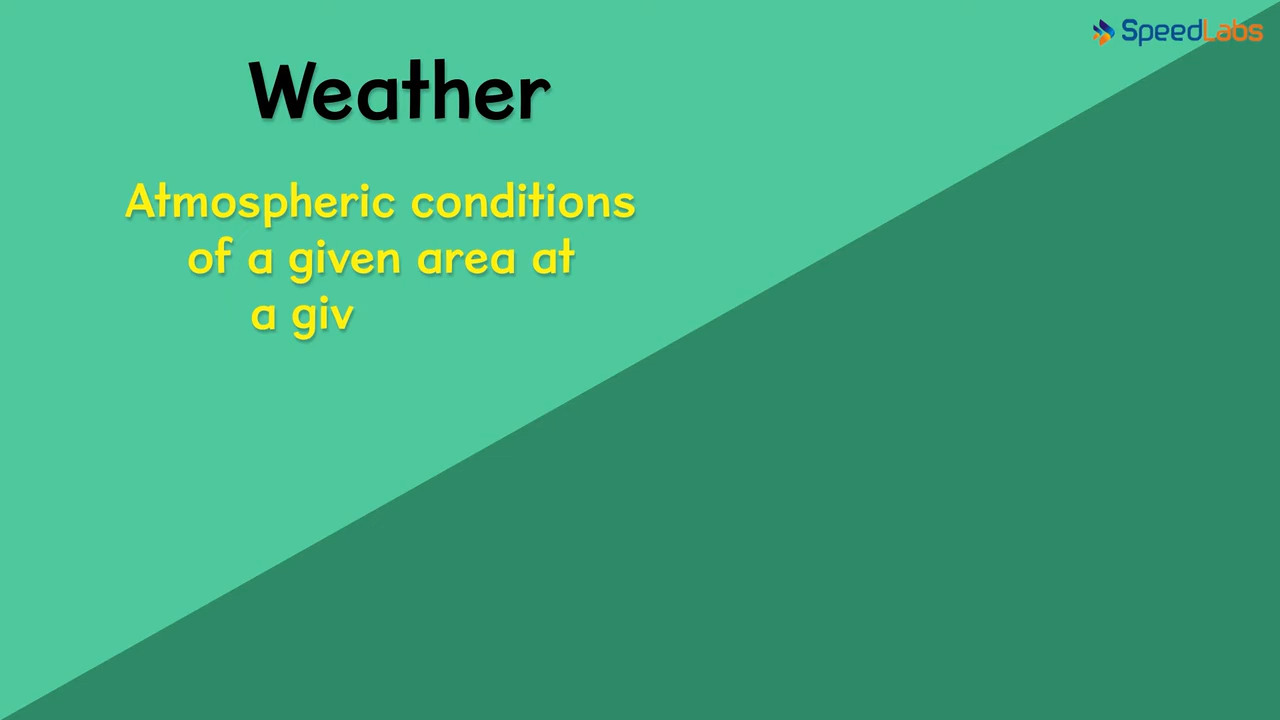 SpeedLabs
Weather
Atmospheric conditions
of a given area at
a giv